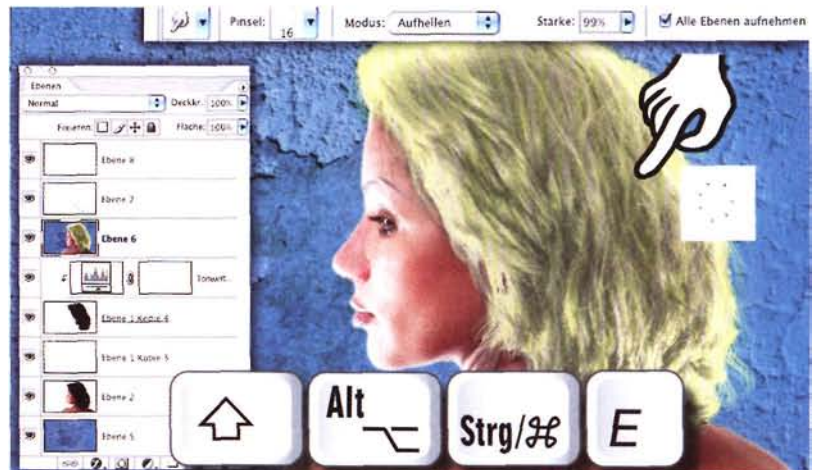 Pinsel: 16 Modus: Aufhellen Stärke: 99% Alle Ebenen aufnehmen
Ebenen
Normal Deckkr.: 100%
Fixieren: Fläche: 100%
Ebene 8
Ebene 7
Ebene 6
Tonwert...
Ebene 1 Kopie 4
Ebene 1 Kopie 5
Ebene 2
Ebene 5
Alt
Strg/⌘
E